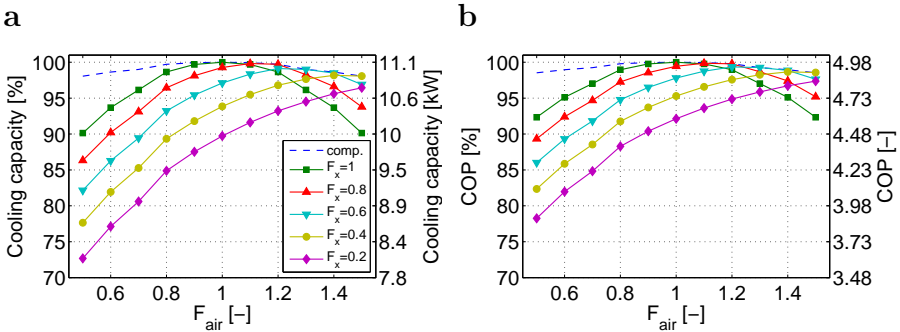 a
b
100
95
90
85
80
75
70
Cooling capacity [%]
11.1
10.6
10
9.5
8.9
8.4
7.8
Cooling capacity [kW]
comp.
F_x=1
F_x=0.8
F_x=0.6
F_x=0.4
F_x=0.2
0.6 0.8 1 1.2 1.4
F_air [–]
100
95
90
85
80
75
70
COP [%]
4.98
4.73
4.48
4.23
3.98
3.73
3.48
COP [–]
0.6 0.8 1 1.2 1.4
F_air [–]